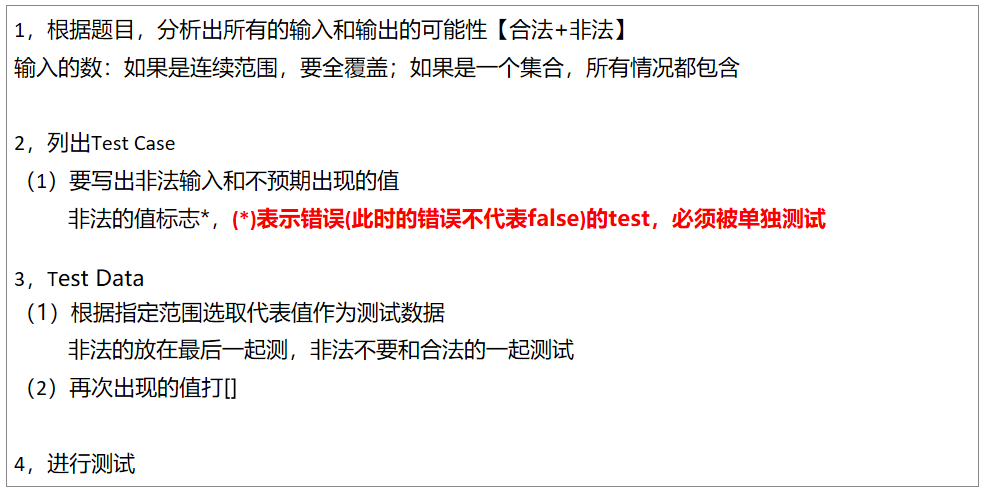 1，根据题目，分析出所有的输入和输出的可能性【合法+非法】
输入的数：如果是连续范围，要全覆盖；如果是一个集合，所有情况都包含
2，列出Test Case
（1）要写出非法输入和不预期出现的值
非法的值标志*，(*)表示错误(此时的错误不代表false)的test，必须被单独测试
3，Test Data
（1）根据指定范围选取代表值作为测试数据
非法的放在最后一起测，非法不要和合法的一起测试
（2）再次出现的值打[]
4，进行测试